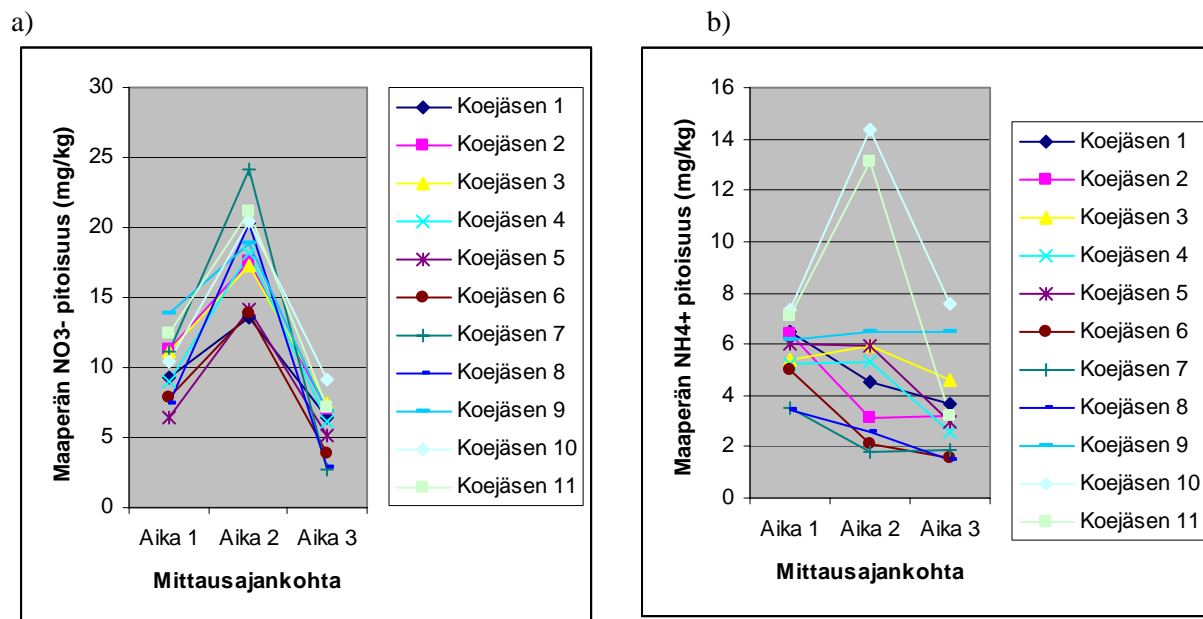 a)
Maaperän NO3- pitoisuus (mg/kg)
30
25
20
15
10
5
0
Aika 1 Aika 2 Aika 3
Mittausajankohta
Koejäsen 1
Koejäsen 2
Koejäsen 3
Koejäsen 4
Koejäsen 5
Koejäsen 6
Koejäsen 7
Koejäsen 8
Koejäsen 9
Koejäsen 10
Koejäsen 11
b)
Maaperän NH4+ pitoisuus (mg/kg)
16
14
12
10
8
6
4
2
0
Aika 1 Aika 2 Aika 3
Mittausajankohta
Koejäsen 1
Koejäsen 2
Koejäsen 3
Koejäsen 4
Koejäsen 5
Koejäsen 6
Koejäsen 7
Koejäsen 8
Koejäsen 9
Koejäsen 10
Koejäsen 11